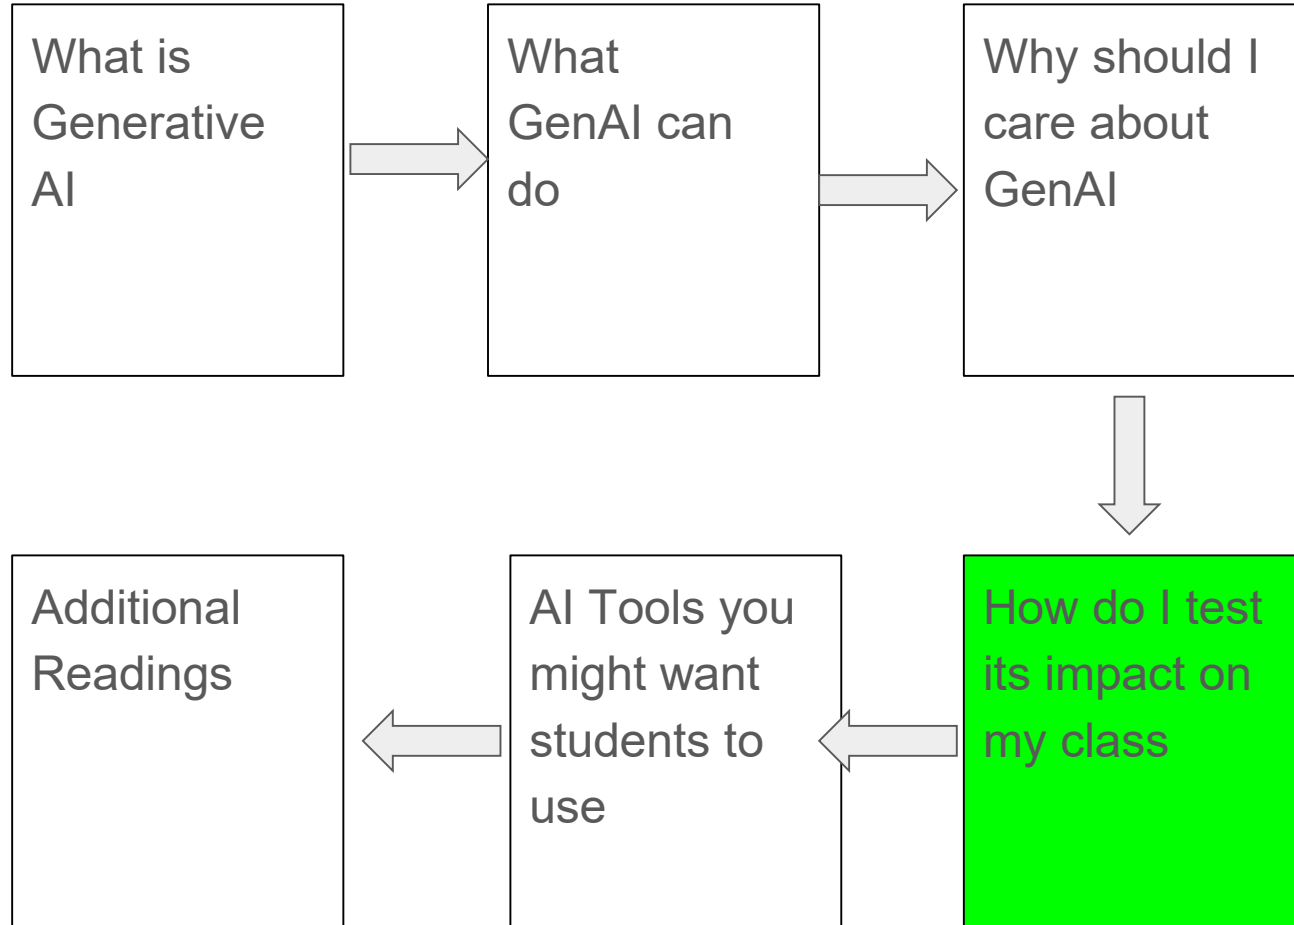 What is
Generative
AI
What
GenAI can
do
Why should I
care about
GenAI
How do I test
its impact on
my class
AI Tools you
might want
students to
use
Additional
Readings